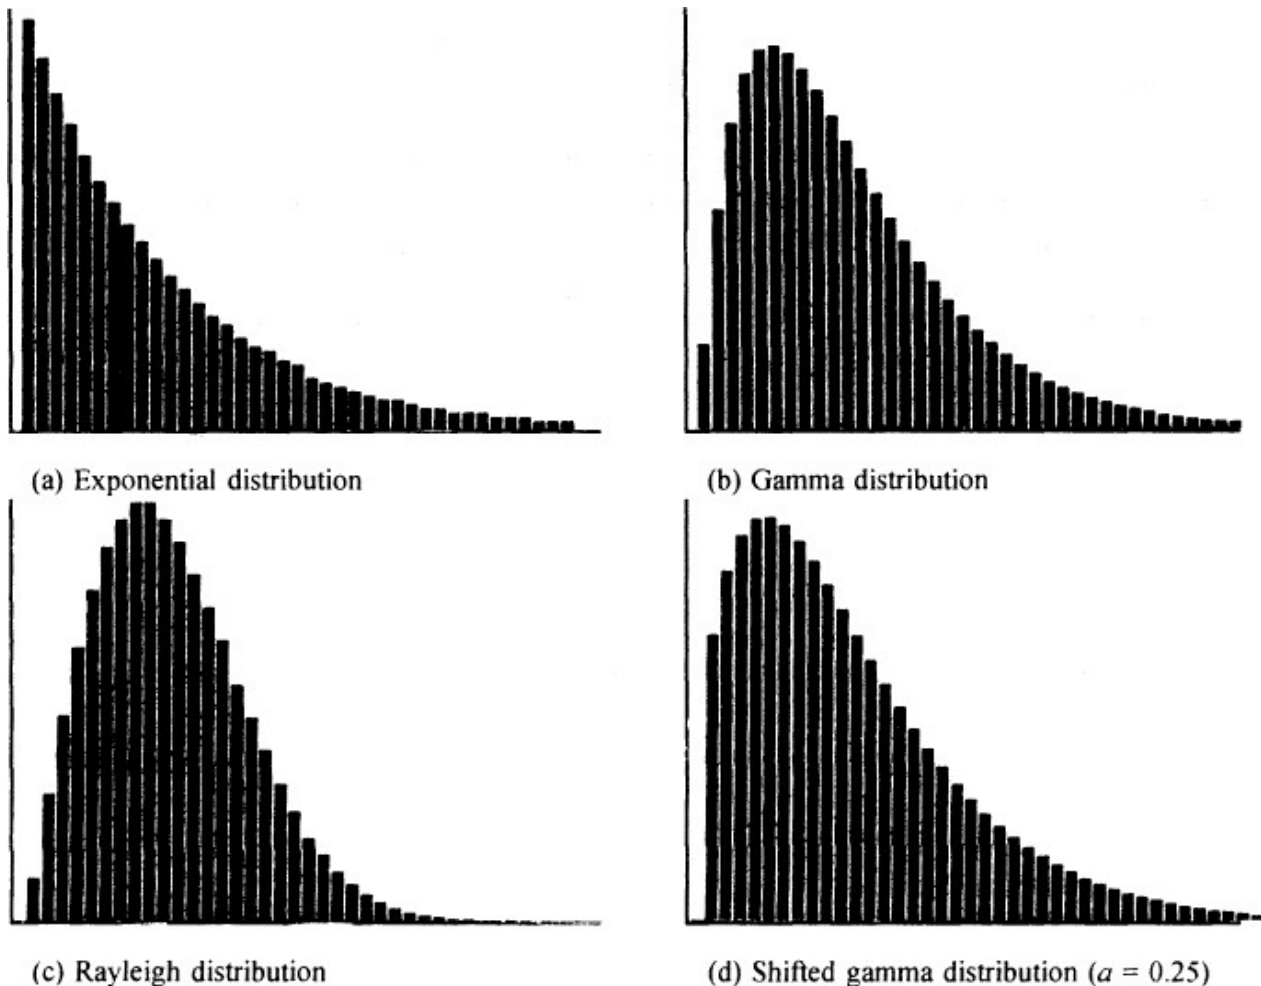 (a) Exponential distribution
(b) Gamma distribution
(c) Rayleigh distribution
(d) Shifted gamma distribution (a = 0.25)